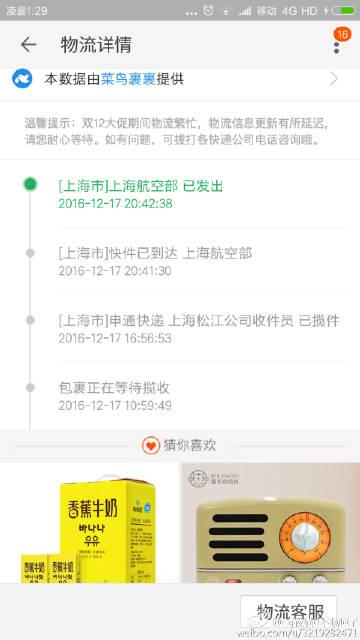 凌晨1:29
... 移动 4G HD
物流详情
16
本数据由菜鸟裹裹提供
温馨提示：双12大促期间物流繁忙，物流信息更新有所延迟，
请您耐心等待。如有问题，可拨打各快递公司电话咨询哦。
[上海市]上海航空部 已发出
2016-12-17 20:42:38
[上海市]快件已到达 上海航空部
2016-12-17 20:41:30
[上海市]申通快递 上海松江公司收件员 已揽件
2016-12-17 16:56:53
包裹正在等待揽收
2016-12-17 10:59:49
猜你喜欢
香蕉牛奶
바나나
우유
香蕉牛奶
바나나맛
우유
物流客服
weibo.com/u/3219232471